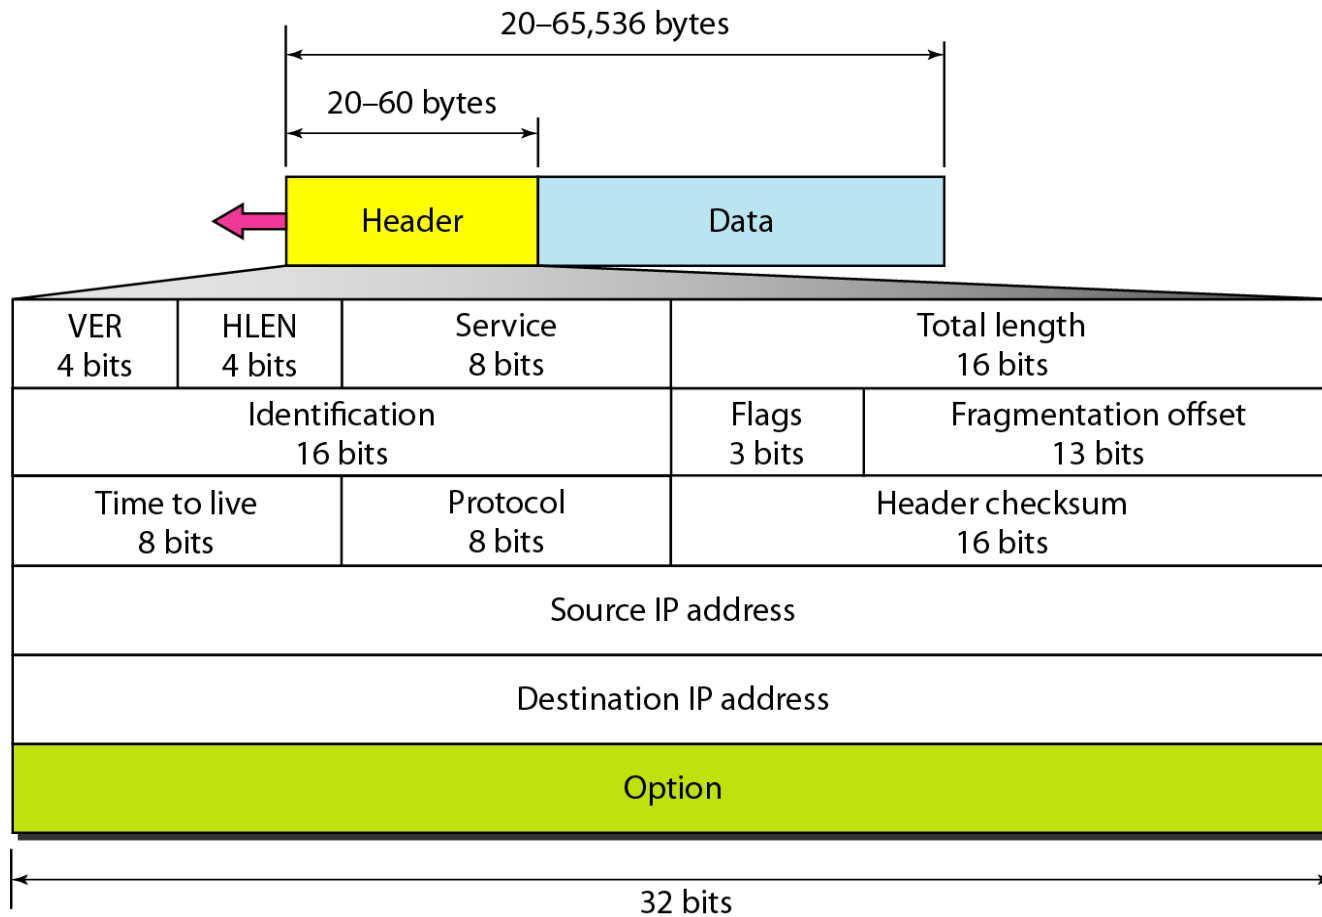 20–65,536 bytes
20–60 bytes
Header
Data
VER
4 bits
HLEN
4 bits
Service
8 bits
Total length
16 bits
Identification
16 bits
Flags
3 bits
Fragmentation offset
13 bits
Time to live
8 bits
Protocol
8 bits
Header checksum
16 bits
Source IP address
Destination IP address
Option
32 bits